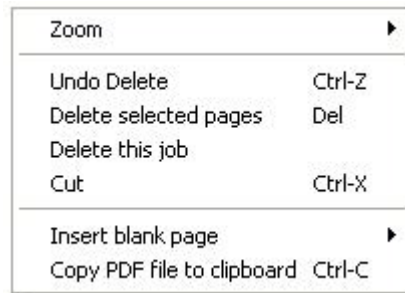 Zoom
Undo Delete Ctrl-Z
Delete selected pages Del
Delete this job
Cut Ctrl-X
Insert blank page
Copy PDF file to clipboard Ctrl-C